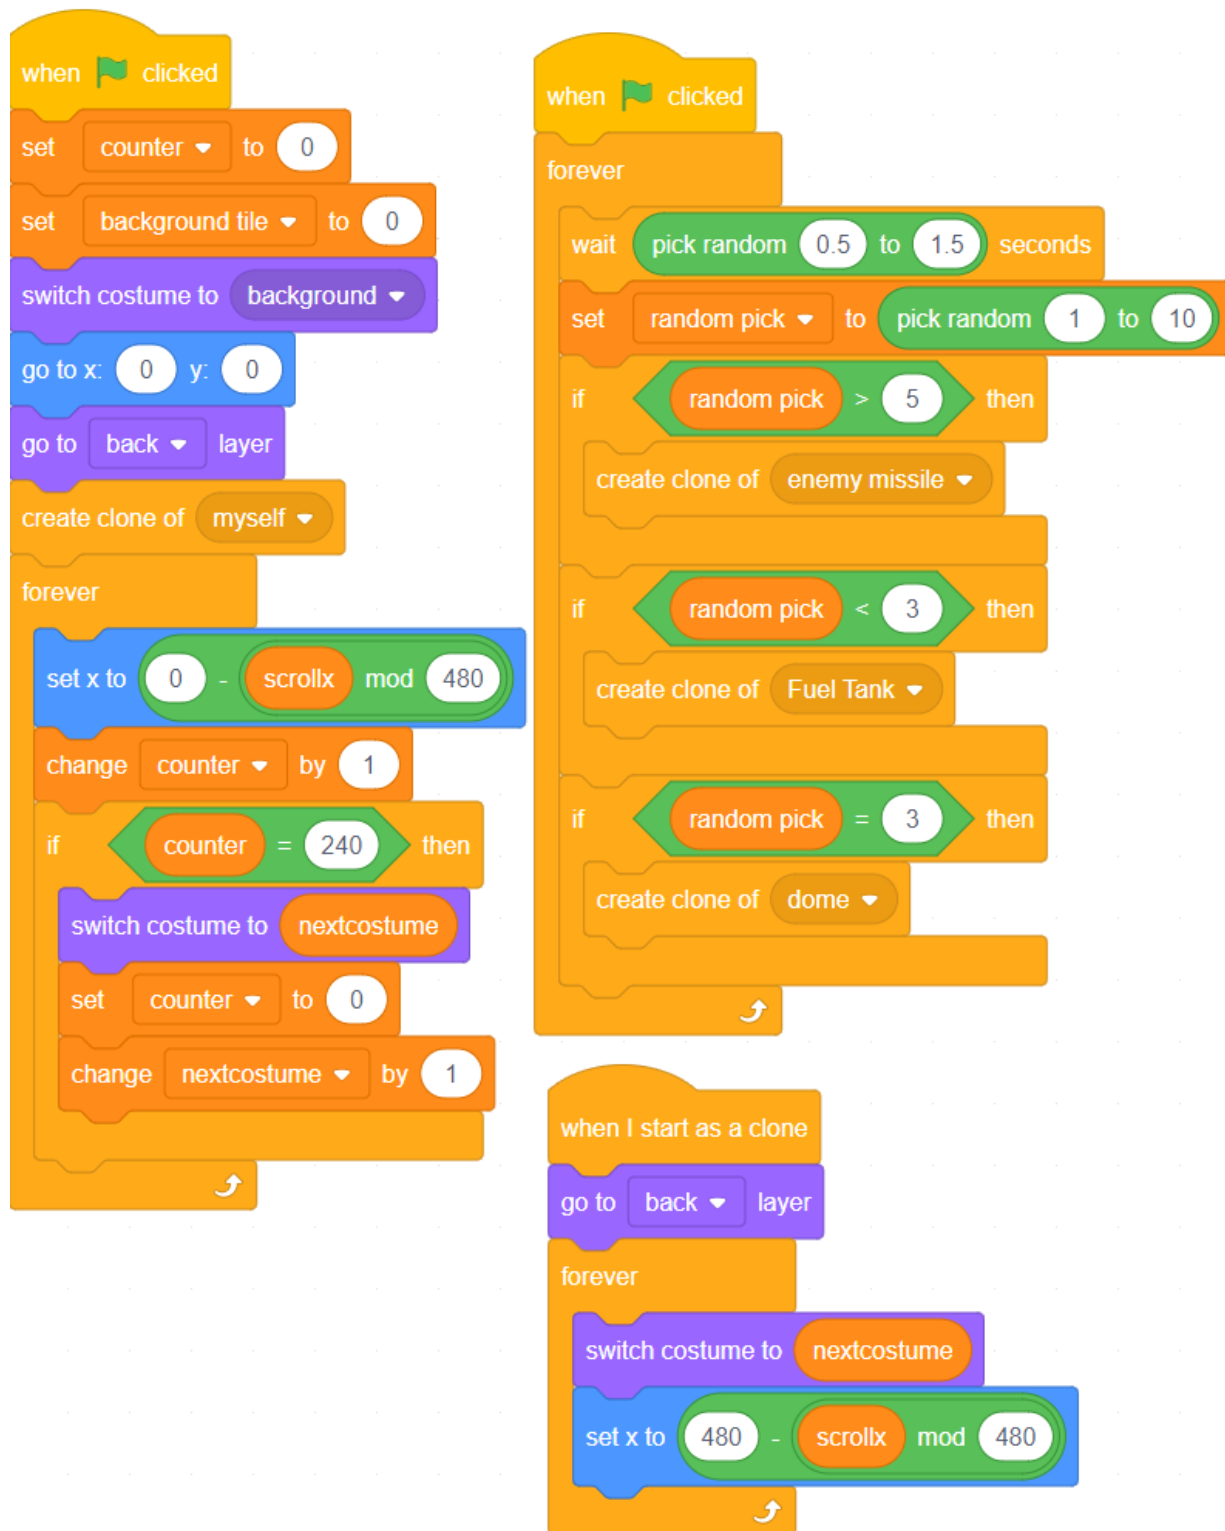 when clicked
set counter to 0
set background tile to 0
switch costume to background
go to x: 0 y: 0
go to back layer
create clone of myself
forever
set x to 0 - scrollx mod 480
change counter by 1
if counter = 240 then
switch costume to nextcostume
set counter to 0
change nextcostume by 1
when clicked
forever
wait pick random 0.5 to 1.5 seconds
set random pick to pick random 1 to 10
if random pick > 5 then
create clone of enemy missile
if random pick < 3 then
create clone of Fuel Tank
if random pick = 3 then
create clone of dome
when I start as a clone
go to back layer
forever
switch costume to nextcostume
set x to 480 - scrollx mod 480